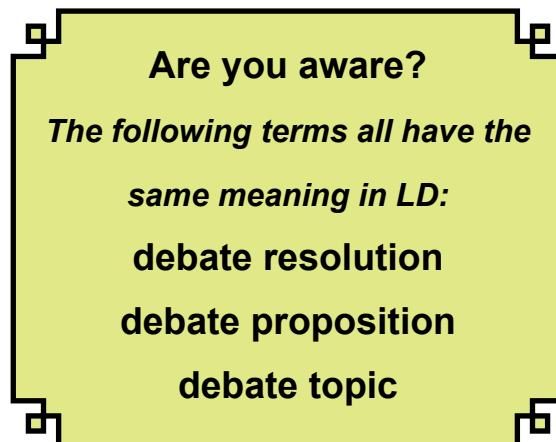 Are you aware?
The following terms all have the
same meaning in LD:
debate resolution
debate proposition
debate topic